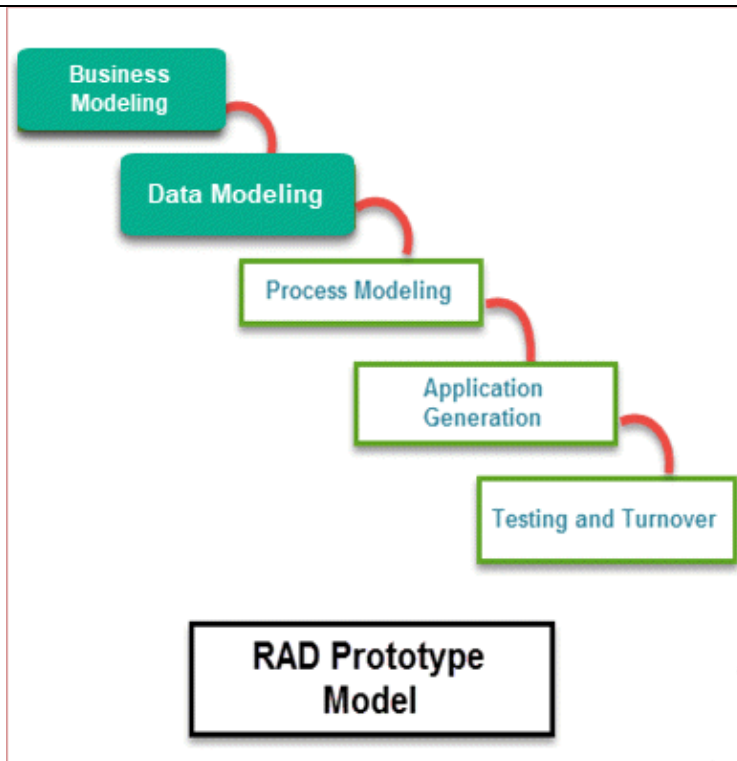 Business
Modeling
Data Modeling
Process Modeling
Application
Generation
Testing and Turnover
RAD Prototype
Model